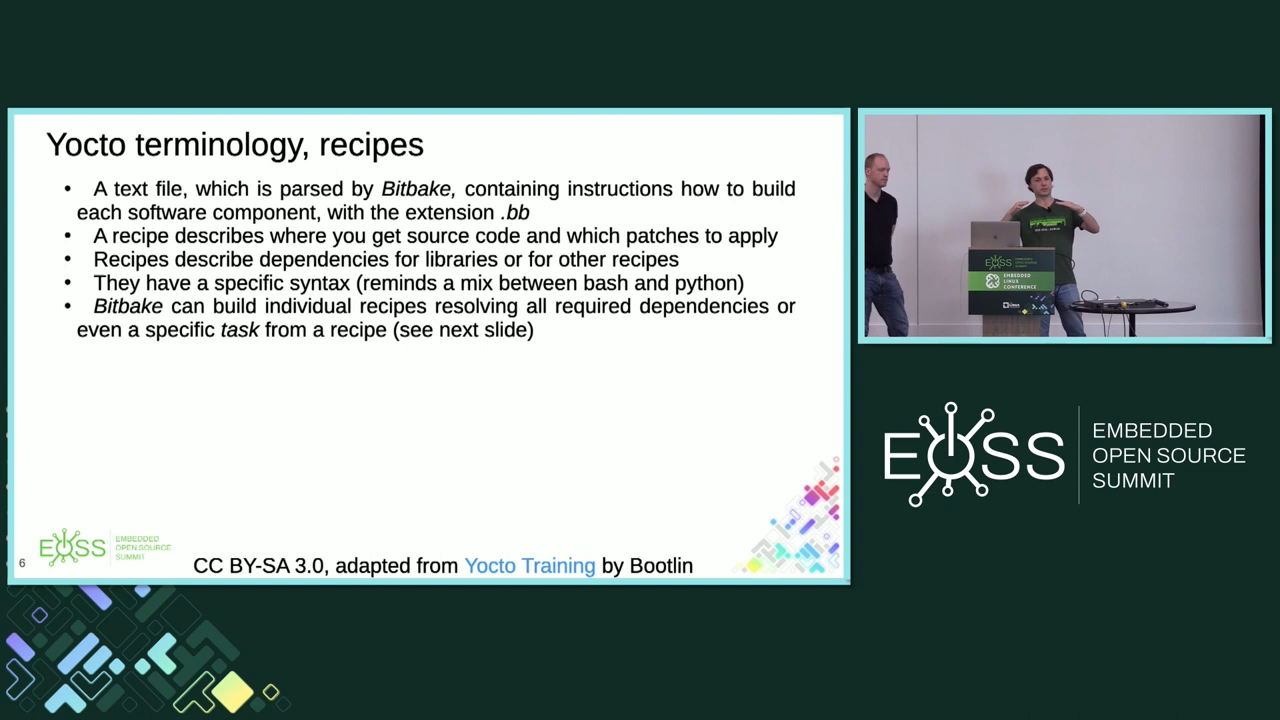 Yocto terminology, recipes
• A text file, which is parsed by Bitbake, containing instructions how to build
each software component, with the extension .bb
• A recipe describes where you get source code and which patches to apply
• Recipes describe dependencies for libraries or for other recipes
• They have a specific syntax (reminds a mix between bash and python)
• Bitbake can build individual recipes resolving all required dependencies or
even a specific task from a recipe (see next slide)
6
EOSS
EMBEDDED
OPEN SOURCE
SUMMIT
CC BY-SA 3.0, adapted from Yocto Training by Bootlin
EOSS
EMBEDDED
LINUX
CONFERENCE
EOSS
EMBEDDED
OPEN SOURCE
SUMMIT